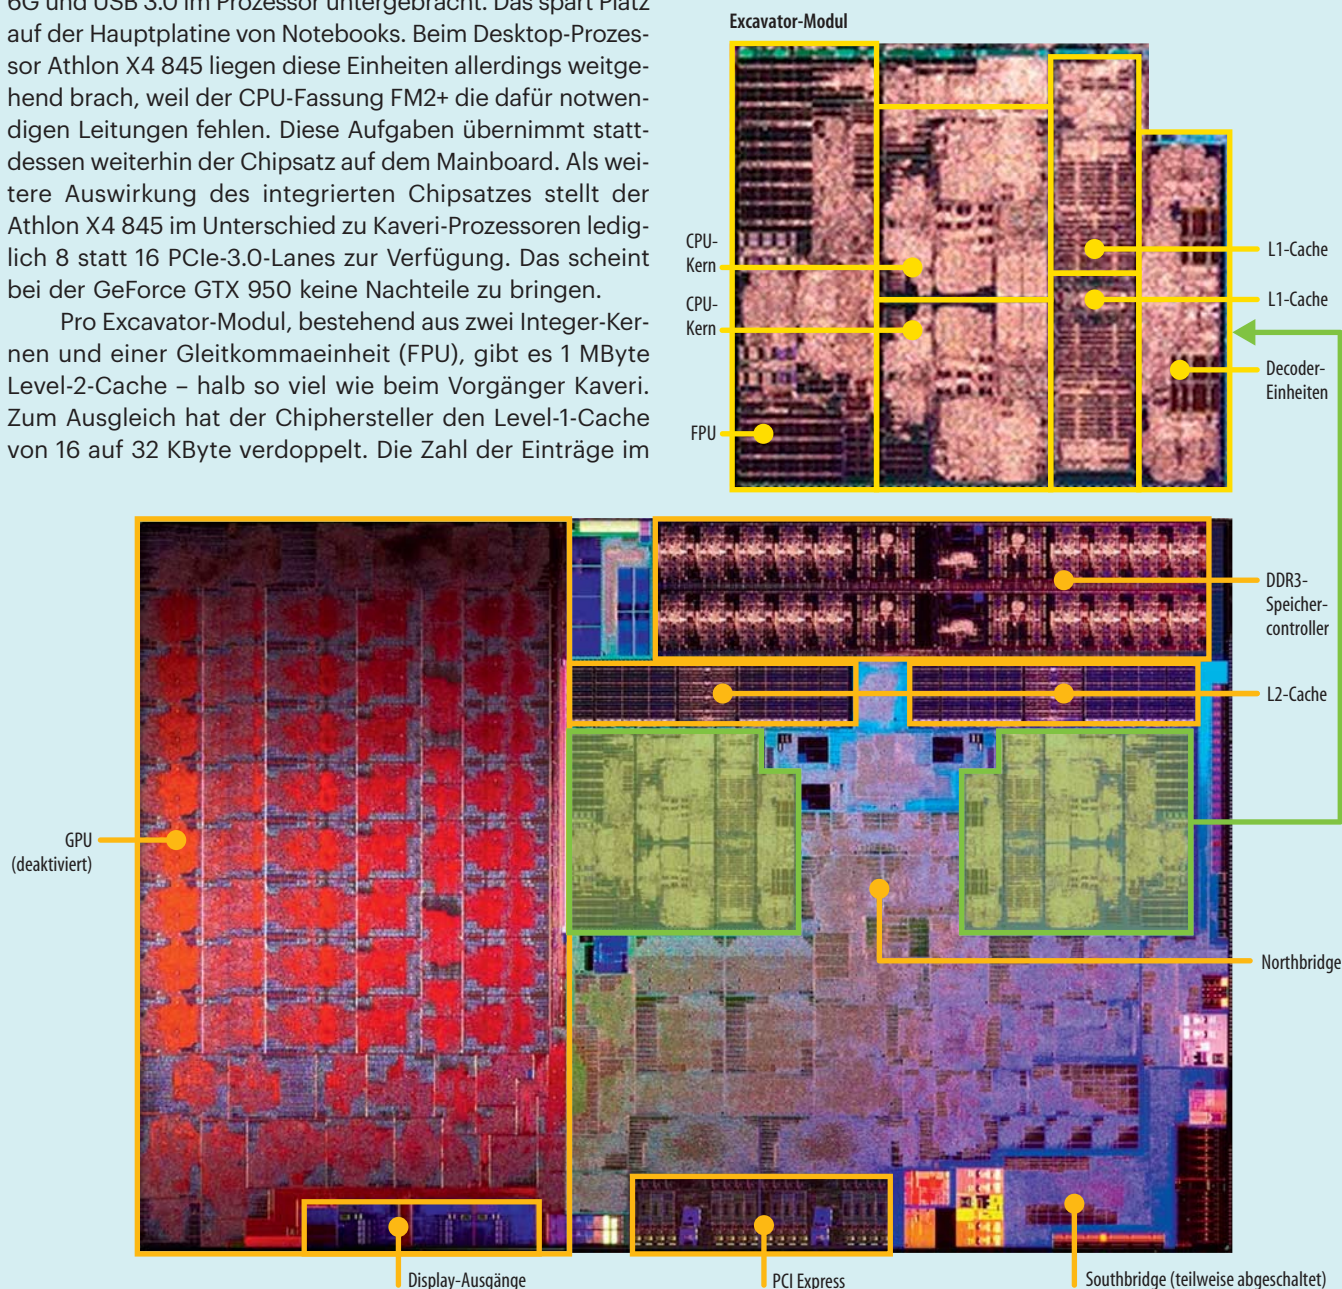 6G und USB 3.0 im Prozessor untergebracht. Das spart Platz
auf der Hauptplatine von Notebooks. Beim Desktop-Prozes-
sor Athlon X4 845 liegen diese Einheiten allerdings weitge-
hend brach, weil der CPU-Fassung FM2+ die dafür notwen-
digen Leitungen fehlen. Diese Aufgaben übernimmt statt-
dessen weiterhin der Chipsatz auf dem Mainboard. Als wei-
tere Auswirkung des integrierten Chipsatzes stellt der
Athlon X4 845 im Unterschied zu Kaveri-Prozessoren ledig-
lich 8 statt 16 PCIe-3.0-Lanes zur Verfügung. Das scheint
bei der GeForce GTX 950 keine Nachteile zu bringen.
Pro Excavator-Modul, bestehend aus zwei Integer-Ker-
nen und einer Gleitkommaeinheit (FPU), gibt es 1 MByte
Level-2-Cache – halb so viel wie beim Vorgänger Kaveri.
Zum Ausgleich hat der Chiphersteller den Level-1-Cache
von 16 auf 32 KByte verdoppelt. Die Zahl der Einträge im
Excavator-Modul
CPU-
Kern
CPU-
Kern
FPU
L1-Cache
L1-Cache
Decoder-
Einheiten
DDR3-
Speicher-
controller
L2-Cache
GPU
(deaktiviert)
Northbridge
Display-Ausgänge
PCI Express
Southbridge (teilweise abgeschaltet)